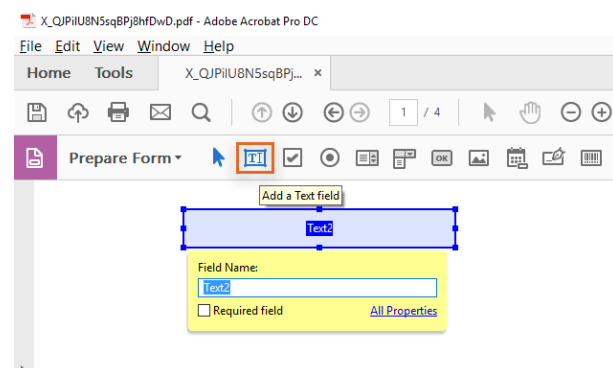 X_QJPilU8N5sqBPj8hfDwD.pdf - Adobe Acrobat Pro DC
File Edit View Window Help
Home Tools X_QJPilU8N5sqBPj... ×
1 / 4
Prepare Form TI OK
Add a Text field
Text2
Field Name:
Text2
Required field All Properties